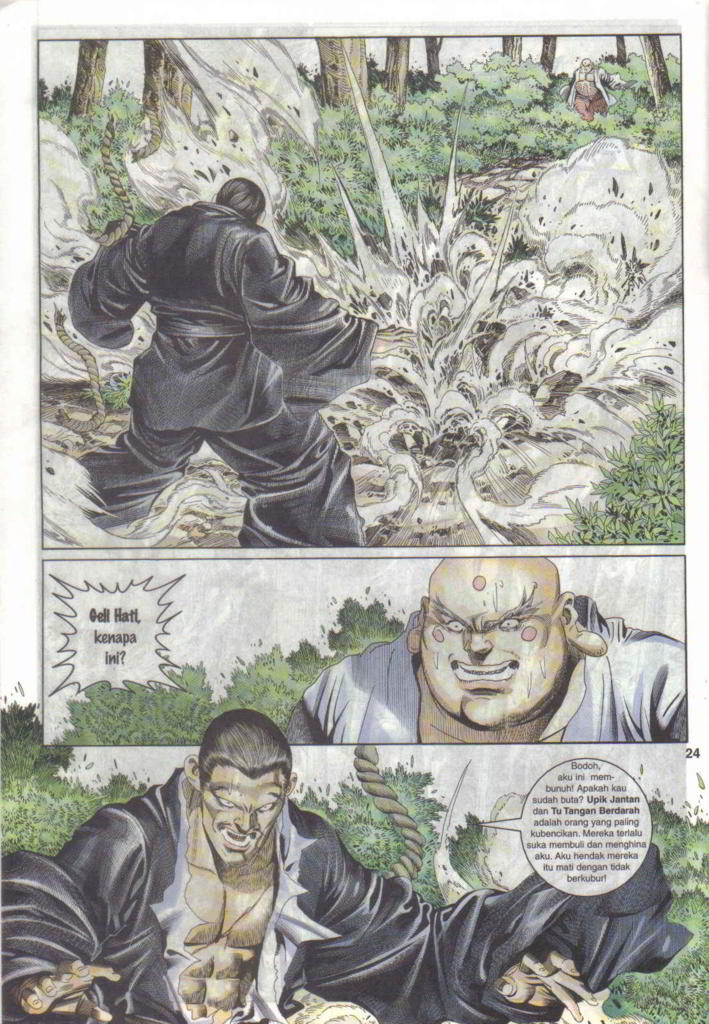 Geli Hati,
kenapa
ini?
24
Bodoh,
aku ini mem-
bunuh! Apakah kau
sudah buta? Upik Jantan
dan Tu Tangan Berdarah
adalah orang yang paling
kubencikan. Mereka terlalu
suka membuli dan menghina
aku. Aku hendak mereka
itu mati dengan tidak
berkubur!